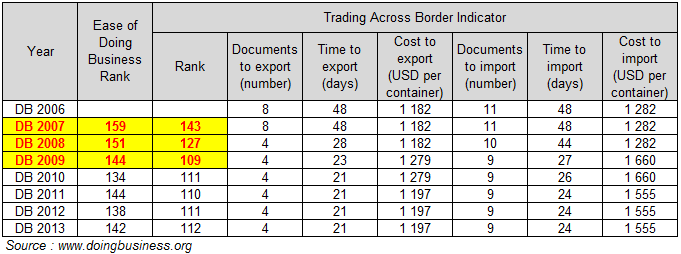 Year Ease of Doing Business Rank Trading Across Border Indicator
Rank Documents to export (number) Time to export (days) Cost to export (USD per container) Documents to import (number) Time to import (days) Cost to import (USD per container)
DB 2006 8 48 1 182 11 48 1 282
DB 2007 159 143 8 48 1 182 11 48 1 282
DB 2008 151 127 4 28 1 182 10 44 1 282
DB 2009 144 109 4 23 1 279 9 27 1 660
DB 2010 134 111 4 21 1 279 9 26 1 660
DB 2011 144 110 4 21 1 197 9 24 1 555
DB 2012 138 111 4 21 1 197 9 24 1 555
DB 2013 142 112 4 21 1 197 9 24 1 555
Source : www.doingbusiness.org